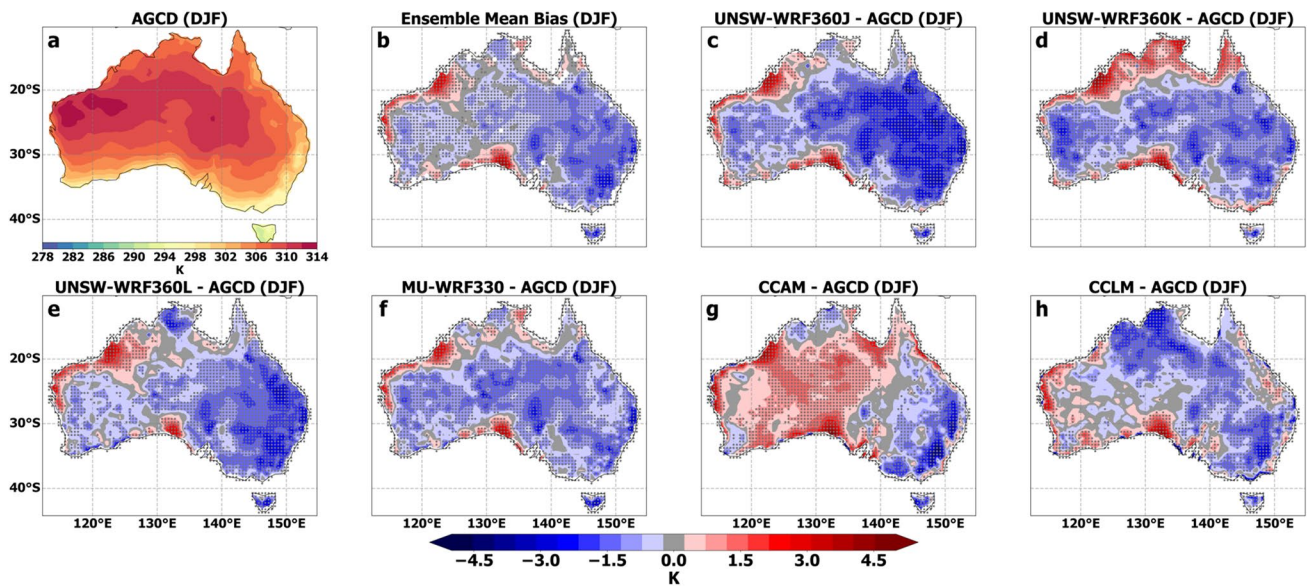 AGCD (DJF)
Ensemble Mean Bias (DJF)
UNSW-WRF360J - AGCD (DJF)
UNSW-WRF360K - AGCD (DJF)
a
b
c
d
20°S
30°S
40°S
278 282 286 290 294 298 302 306 310 314
K
UNSW-WRF360L - AGCD (DJF)
MU-WRF330 - AGCD (DJF)
CCAM - AGCD (DJF)
CCLM - AGCD (DJF)
e
f
g
h
20°S
30°S
40°S
120°E 130°E 140°E 150°E
120°E 130°E 140°E 150°E
120°E 130°E 140°E 150°E
120°E 130°E 140°E 150°E
−4.5 −3.0 −1.5 0.0 1.5 3.0 4.5
K